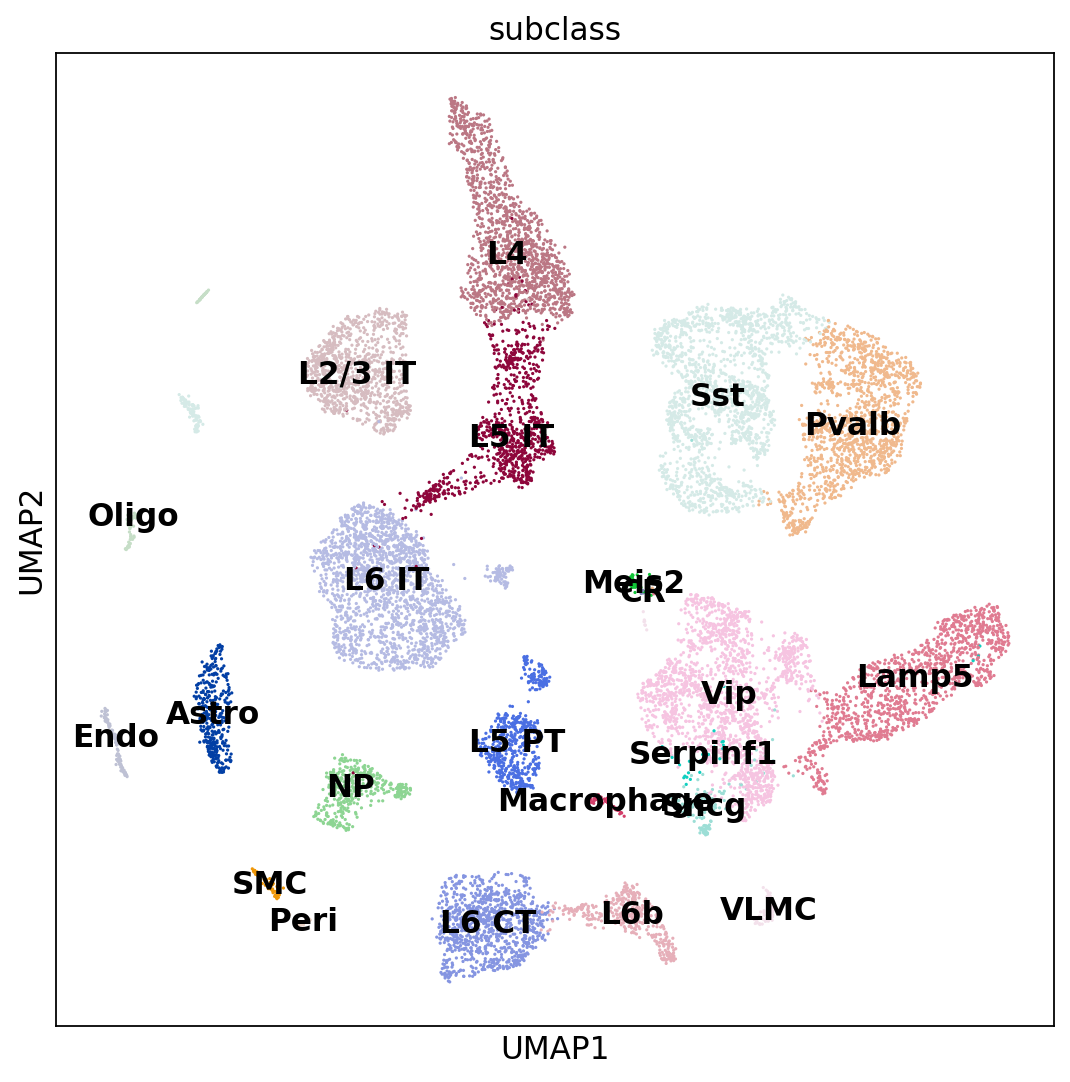 subclass
L4
L2/3 IT
Sst
Pvalb
L5 IT
Oligo
UMAP2
L6 IT
Meis2
CR
Lamp5
Vip
Astro
Endo
L5 PT
Serpinf1
NP
Macrophage
Sncg
SMC
VLMC
L6b
Peri
L6 CT
UMAP1